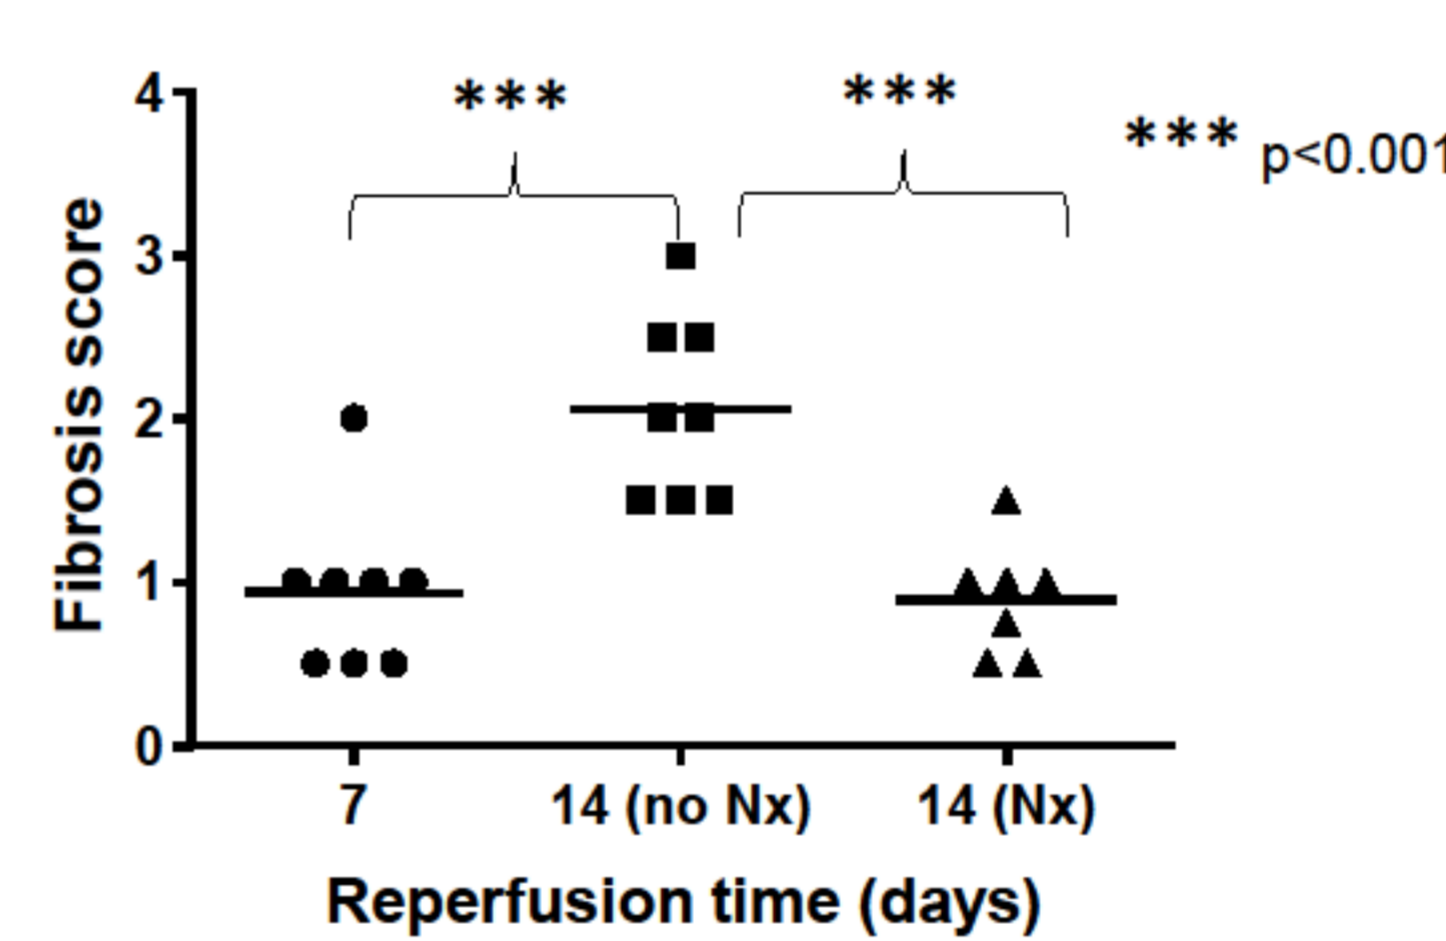 4
***
***
***
p<0.001
3
2
1
0
Fibrosis score
7
14 (no Nx)
14 (Nx)
Reperfusion time (days)